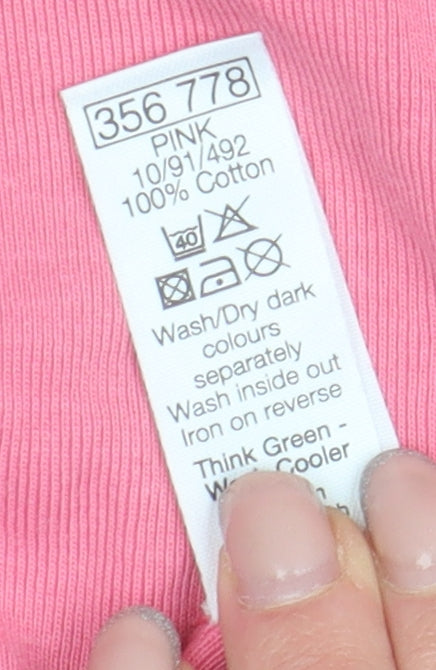 356 778
PINK
10/91/492
100% Cotton
40
Wash/Dry dark
colours
separately
Wash inside out
Iron on reverse
Think Green -
Cooler